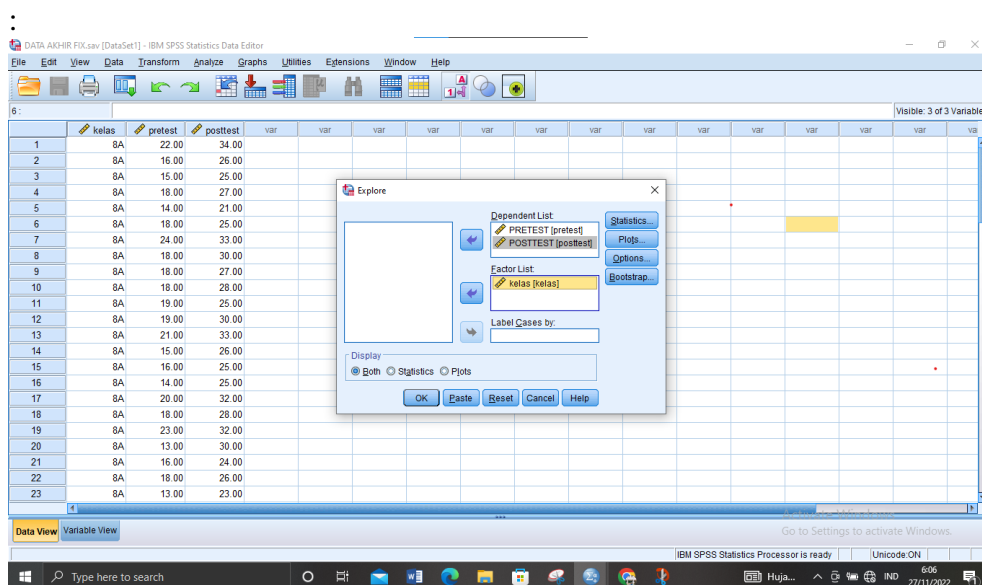 :
DATA AKHIR FIX.sav [DataSet1] - IBM SPSS Statistics Data Editor
File Edit View Data Transform Analyze Graphs Utilities Extensions Window Help
6 :
Visible: 3 of 3 Variable
kelas pretest posttest var var var var var var var var var var var var var va
1 8A 22.00 34.00
2 8A 16.00 26.00
3 8A 15.00 25.00
4 8A 18.00 27.00
5 8A 14.00 21.00
6 8A 18.00 25.00
7 8A 24.00 33.00
8 8A 18.00 30.00
9 8A 18.00 27.00
10 8A 18.00 28.00
11 8A 19.00 25.00
12 8A 19.00 30.00
13 8A 21.00 33.00
14 8A 15.00 26.00
15 8A 16.00 25.00
16 8A 14.00 25.00
17 8A 20.00 32.00
18 8A 18.00 28.00
19 8A 23.00 32.00
20 8A 13.00 30.00
21 8A 16.00 24.00
22 8A 18.00 26.00
23 8A 13.00 23.00
Explore
Dependent List:
PRETEST [pretest]
POSTTEST [posttest]
Factor List:
kelas [kelas]
Label Cases by:
Statistics...
Plots...
Options...
Bootstrap...
Display
Both Statistics Plots
OK Paste Reset Cancel Help
Data View Variable View
Go to Settings to activate Windows.
IBM SPSS Statistics Processor is ready Unicode:ON
Type here to search
Huja... IND 6:06
27/11/2022